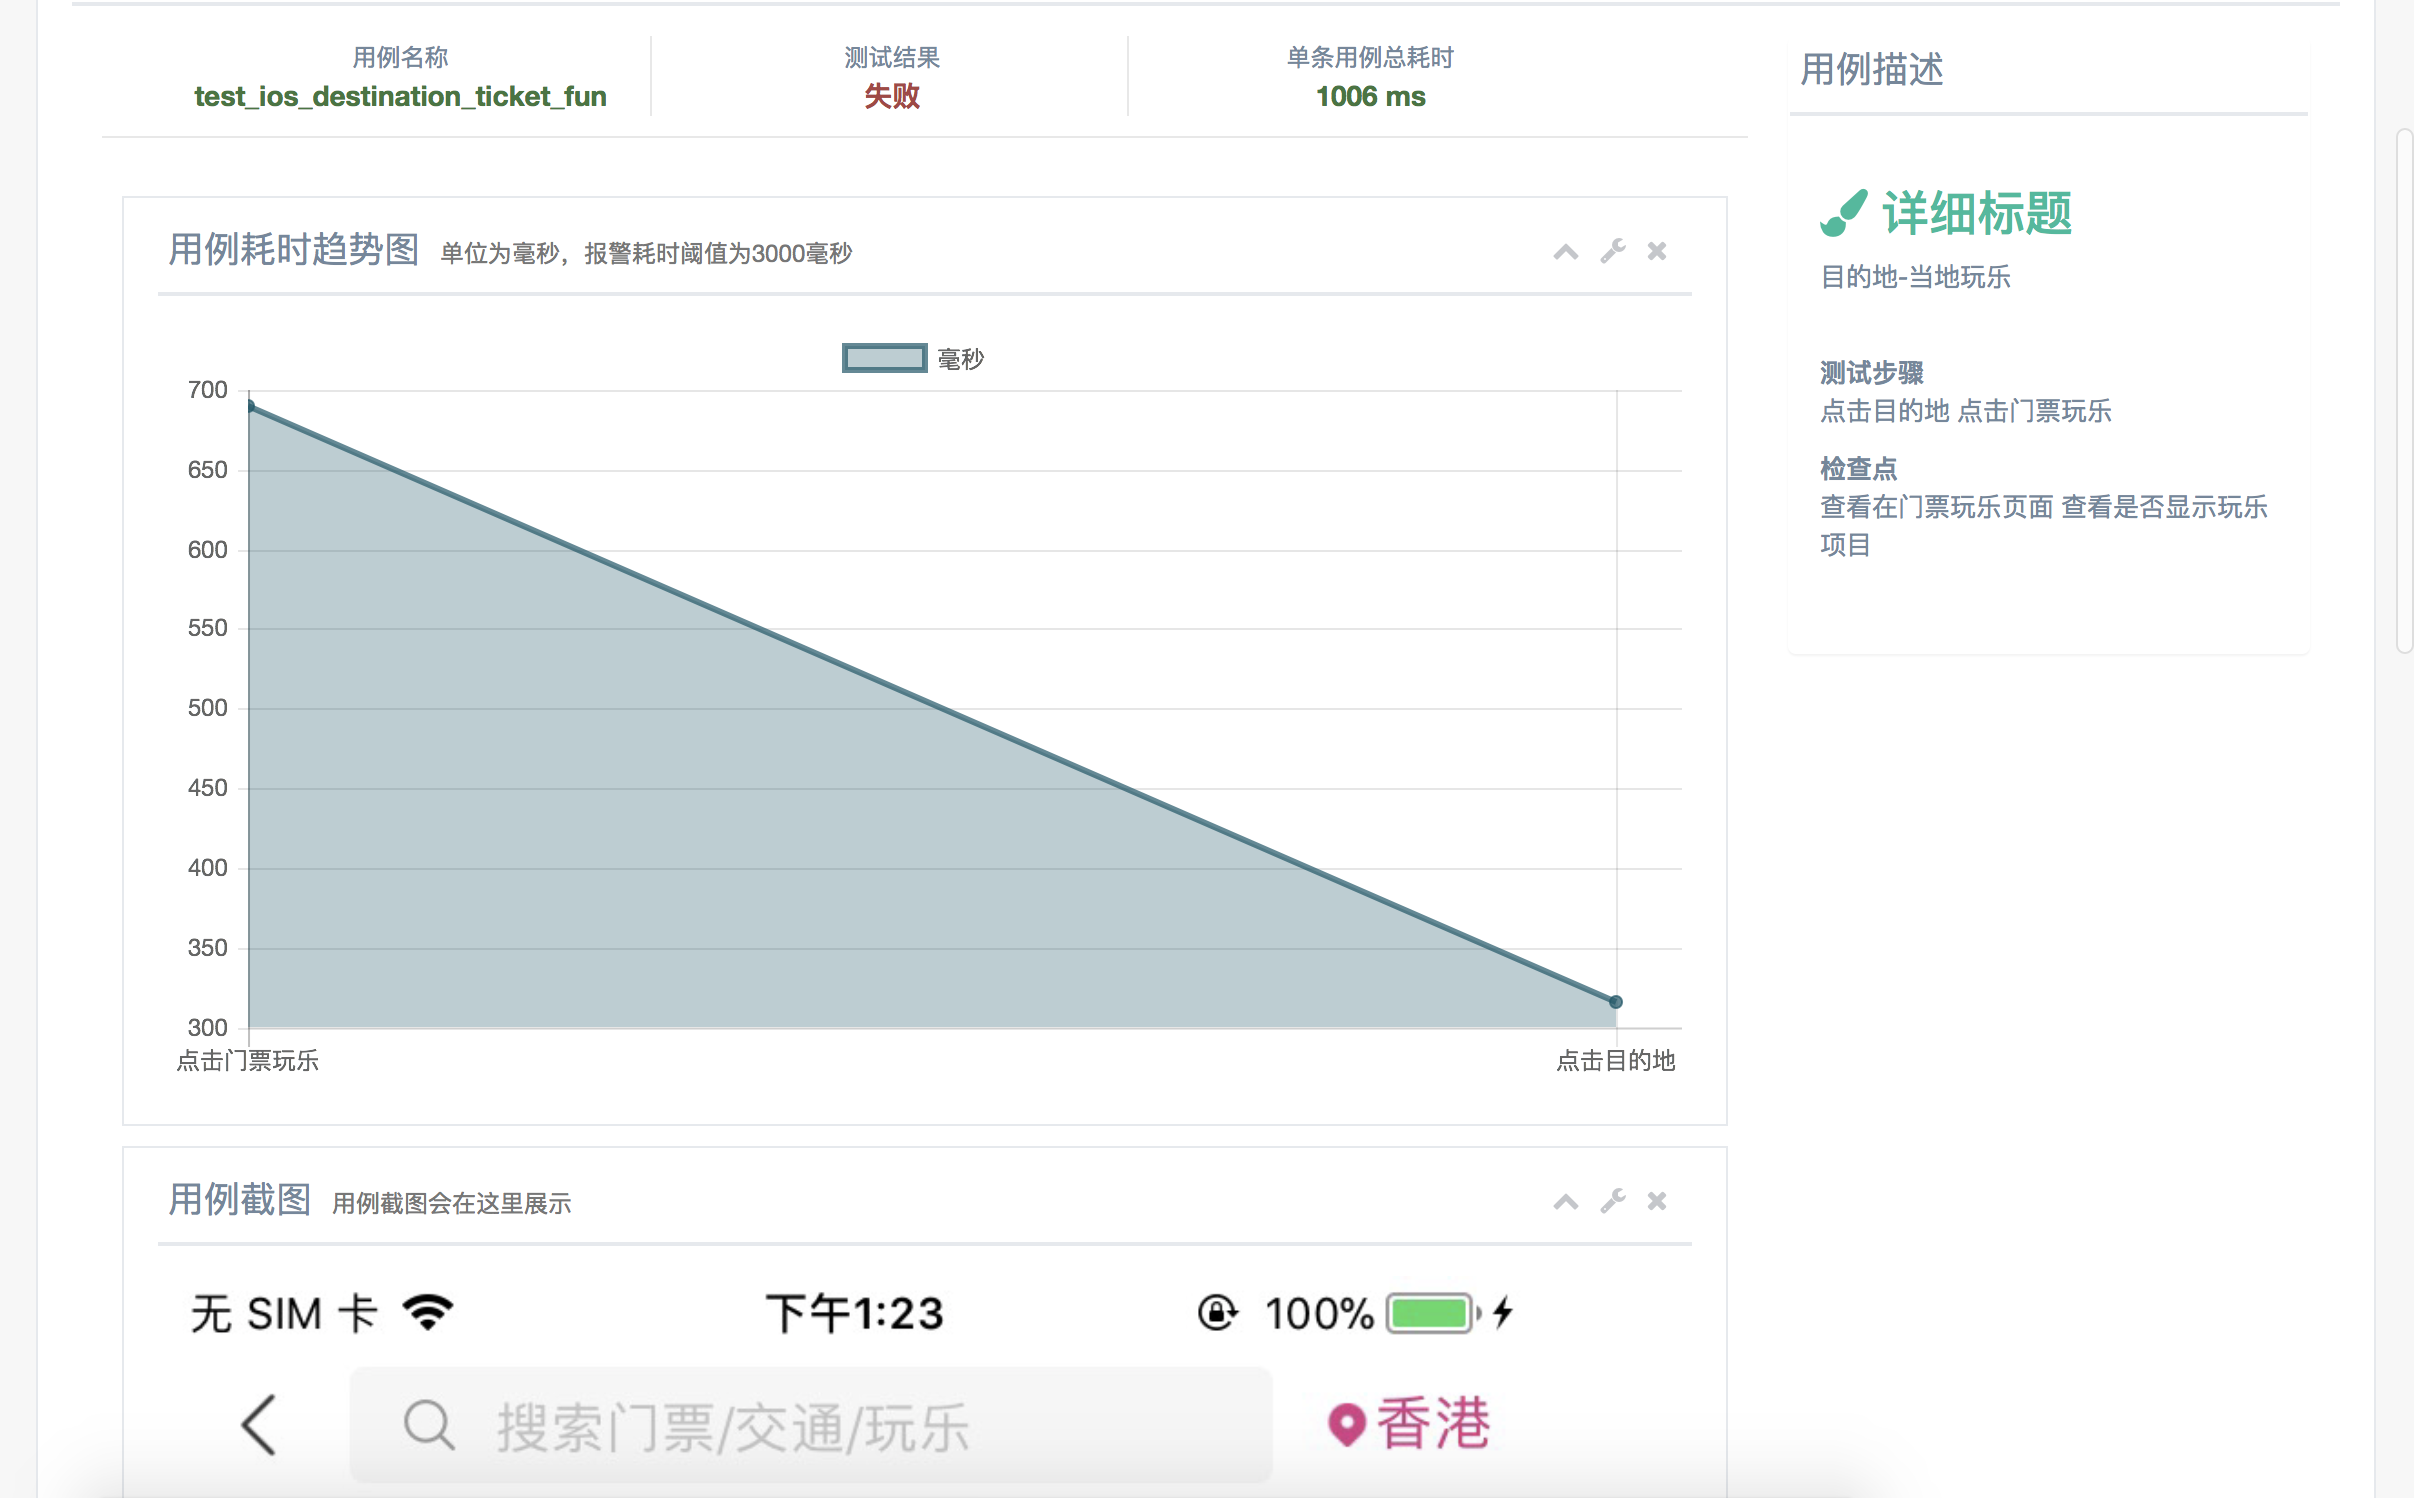 用例名称
test_ios_destination_ticket_fun
测试结果
失败
单条用例总耗时
1006 ms
用例描述
详细标题
目的地-当地玩乐
测试步骤
点击目的地 点击门票玩乐
检查点
查看在门票玩乐页面 查看是否显示玩乐
项目
用例耗时趋势图 单位为毫秒，报警耗时阈值为3000毫秒
毫秒
700
650
600
550
500
450
400
350
300
点击门票玩乐
点击目的地
用例截图 用例截图会在这里展示
无 SIM 卡
下午1:23
100%
搜索门票/交通/玩乐
香港